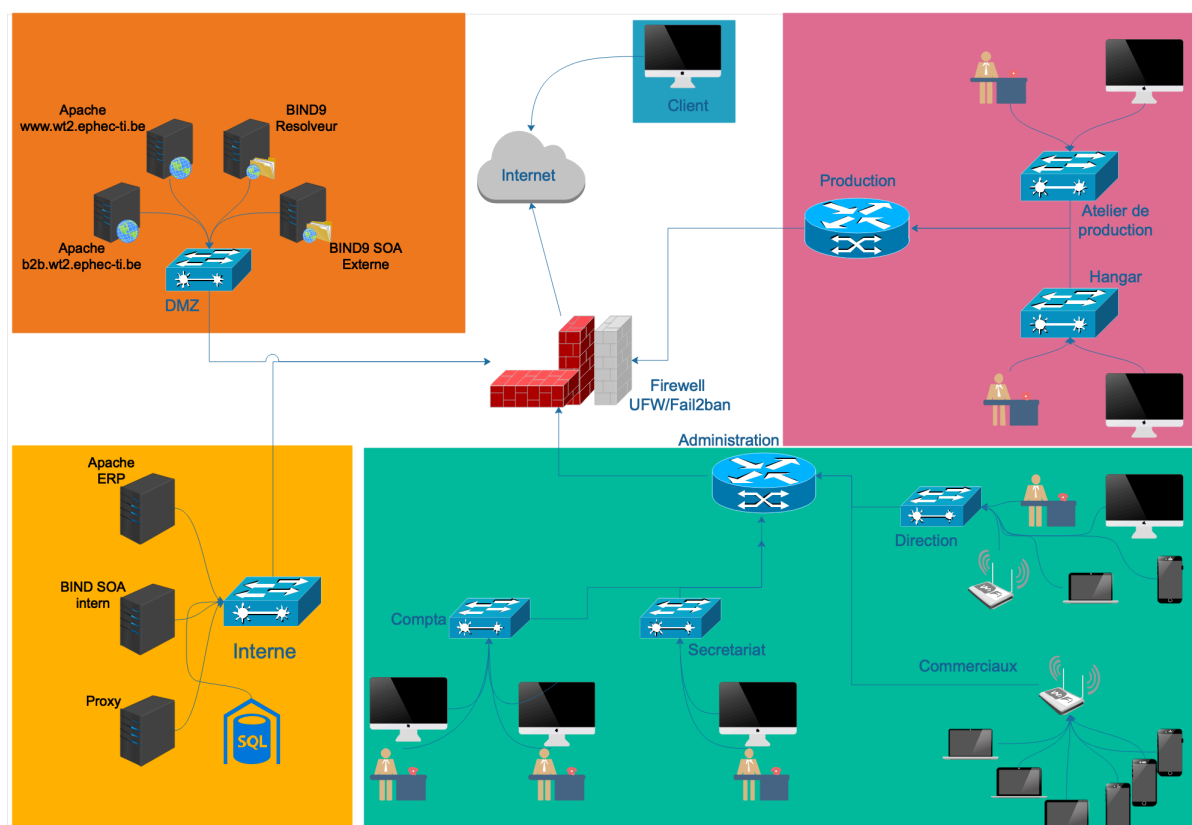 Apache
www.wt2.ephec-ti.be
BIND9
Resolveur
Apache
b2b.wt2.ephec-ti.be
BIND9 SOA
Externe
DMZ
Client
Internet
Production
Atelier de
production
Hangar
Firewell
UFW/Fail2ban
Administration
Apache
ERP
BIND SOA
intern
Interne
Proxy
SQL
Compta
Secretariat
Direction
Commerciaux